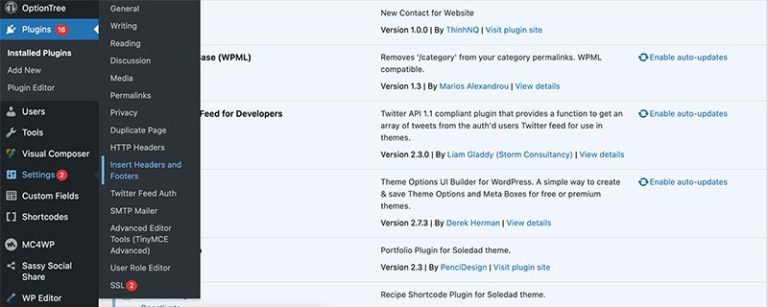 OptionTree
Plugins 16
Installed Plugins
Add New
Plugin Editor
Users
Tools
Visual Composer
Settings 2
Custom Fields
Shortcodes
MC4WP
Sassy Social
Share
WP Editor
General
Writing
Reading
Discussion
Media
Permalinks
Privacy
Duplicate Page
HTTP Headers
Insert Headers and
Footers
Twitter Feed Auth
SMTP Mailer
Advanced Editor
Tools (TinyMCE
Advanced)
User Role Editor
SSL 2
New Contact for Website
Version 1.0.0 | By ThinhNQ | Visit plugin site
ase (WPML)
Removes '/category' from your category permalinks. WPML
compatible.
Version 1.3 | By Marios Alexandrou | View details
Enable auto-updates
Feed for Developers
Twitter API 1.1 compliant plugin that provides a function to get an
array of tweets from the auth'd users Twitter feed for use in
themes.
Version 2.3.0 | By Liam Gladdy (Storm Consultancy) | View details
Enable auto-updates
Theme Options UI Builder for WordPress. A simple way to create
& save Theme Options and Meta Boxes for free or premium
themes.
Version 2.7.3 | By Derek Herman | View details
Enable auto-updates
Portfolio Plugin for Soledad theme.
Version 2.3 | By PenciDesign | Visit plugin site
Recipe Shortcode Plugin for Soledad theme.